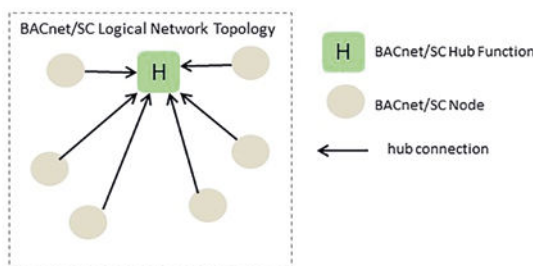 BACnet/SC Logical Network Topology
H
H
BACnet/SC Hub Function
BACnet/SC Node
hub connection